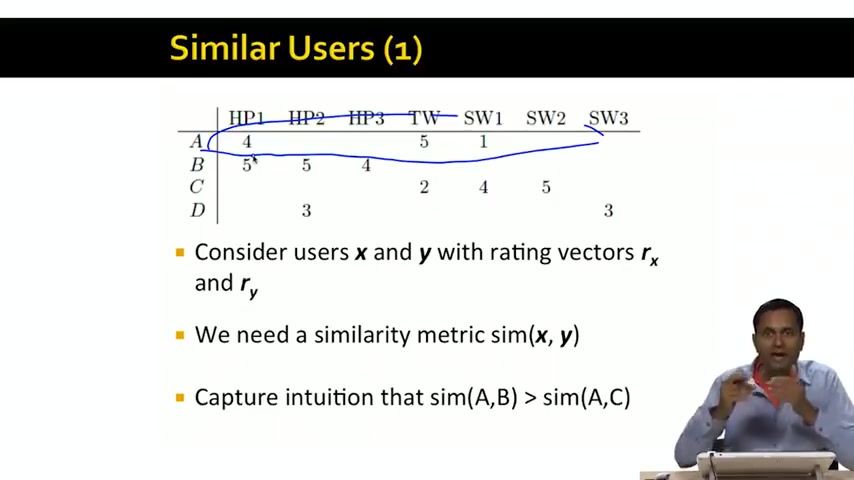 Similar Users (1)
HP1 HP2 HP3 TW SW1 SW2 SW3
A 4 5 1
B 5 5 4
C 2 4 5
D 3 3
▪ Consider users x and y with rating vectors rx
and ry
▪ We need a similarity metric sim(x, y)
▪ Capture intuition that sim(A,B) > sim(A,C)